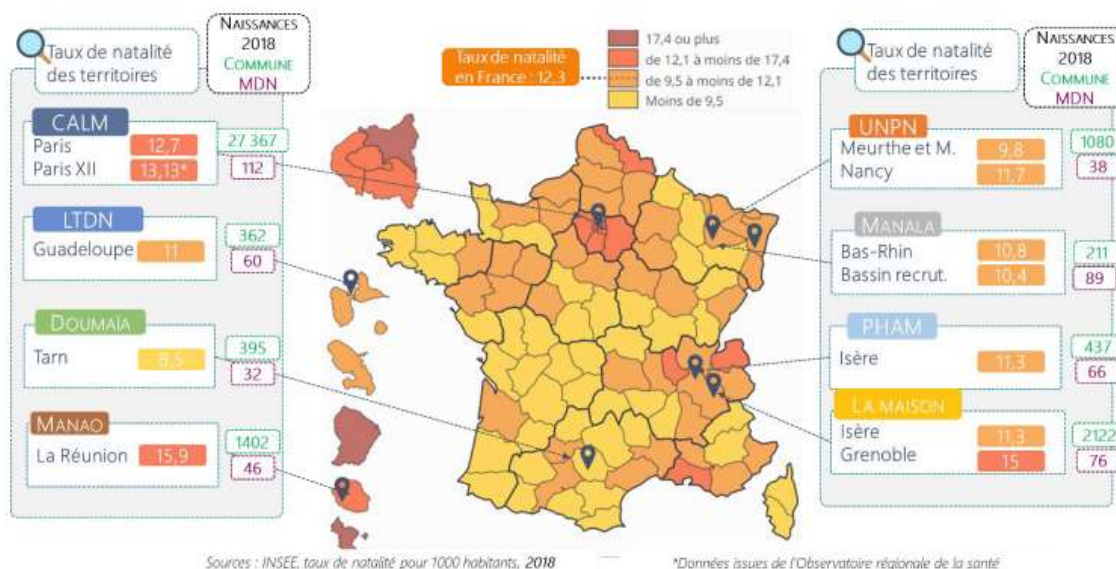 Taux de natalité
des territoires
NAISSANCES
2018
COMMUNE
MDN
CALM
Paris 12,7
Paris XII 13,13*
27 367
112
LTDN
Guadeloupe 11
362
60
DOUMAÏA
Tarn 8,5
395
32
MANAO
La Réunion 15,9
1402
46
Taux de natalité
en France : 12,3
17,4 ou plus
de 12,1 à moins de 17,4
de 9,5 à moins de 12,1
Moins de 9,5
Taux de natalité
des territoires
NAISSANCES
2018
COMMUNE
MDN
UNPN
Meurthe et M. 9,8
Nancy 11,7
1080
38
MANALA
Bas-Rhin 10,8
Bassin recrut. 10,4
211
89
PHAM
Isère 11,3
437
66
LA MAISON
Isère 11,3
Grenoble 15
2122
76
Sources : INSEE, taux de natalité pour 1000 habitants, 2018
*Données issues de l'Observatoire régionale de la santé